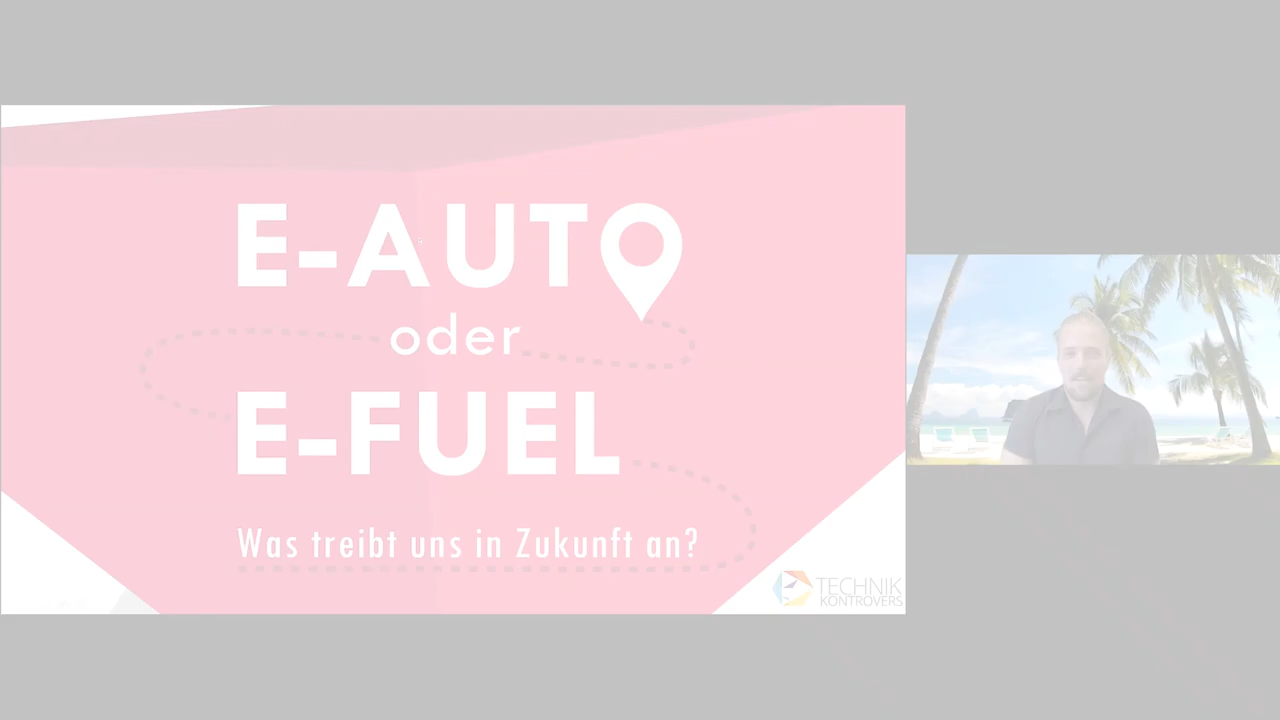 E-AUTO
oder
E-FUEL
Was treibt uns in Zukunft an?
TECHNIK
KONTROVERS